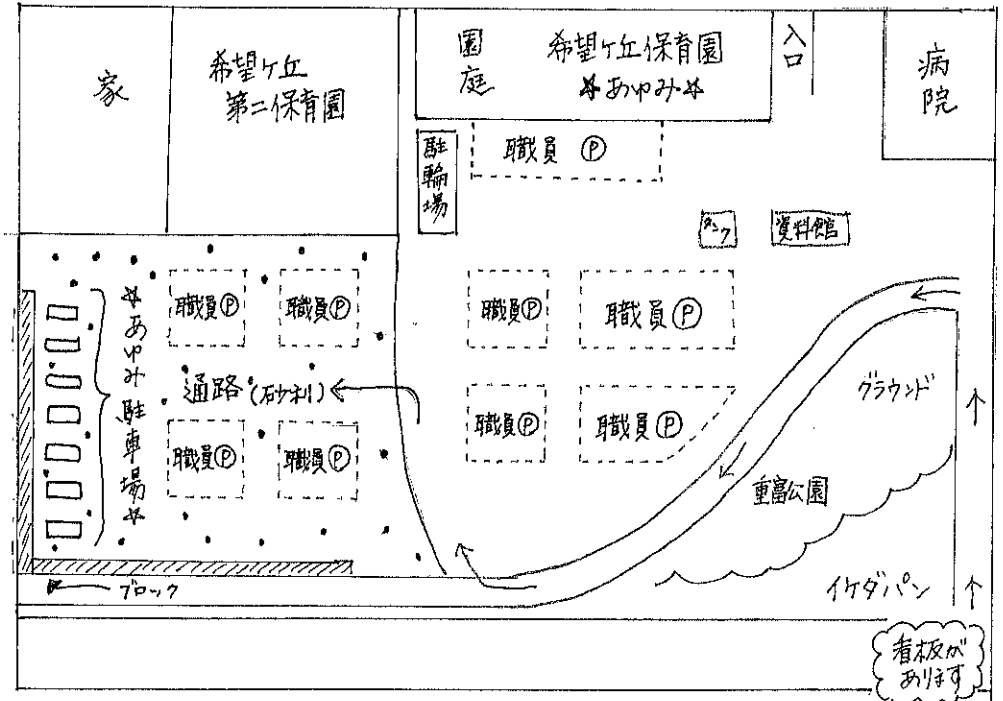 家
希望ヶ丘
第二保育園
園庭
希望ヶ丘保育園
☆あゆみ☆
入口
病院
駐輪場
職員 Ⓟ
タンク
資料館
職員Ⓟ
職員Ⓟ
職員Ⓟ
職員Ⓟ
☆あゆみ駐車場☆
通路(砂利)
グラウンド
職員Ⓟ
職員Ⓟ
職員Ⓟ
職員Ⓟ
重富公園
ブロック
イケダパン
看板が
あります